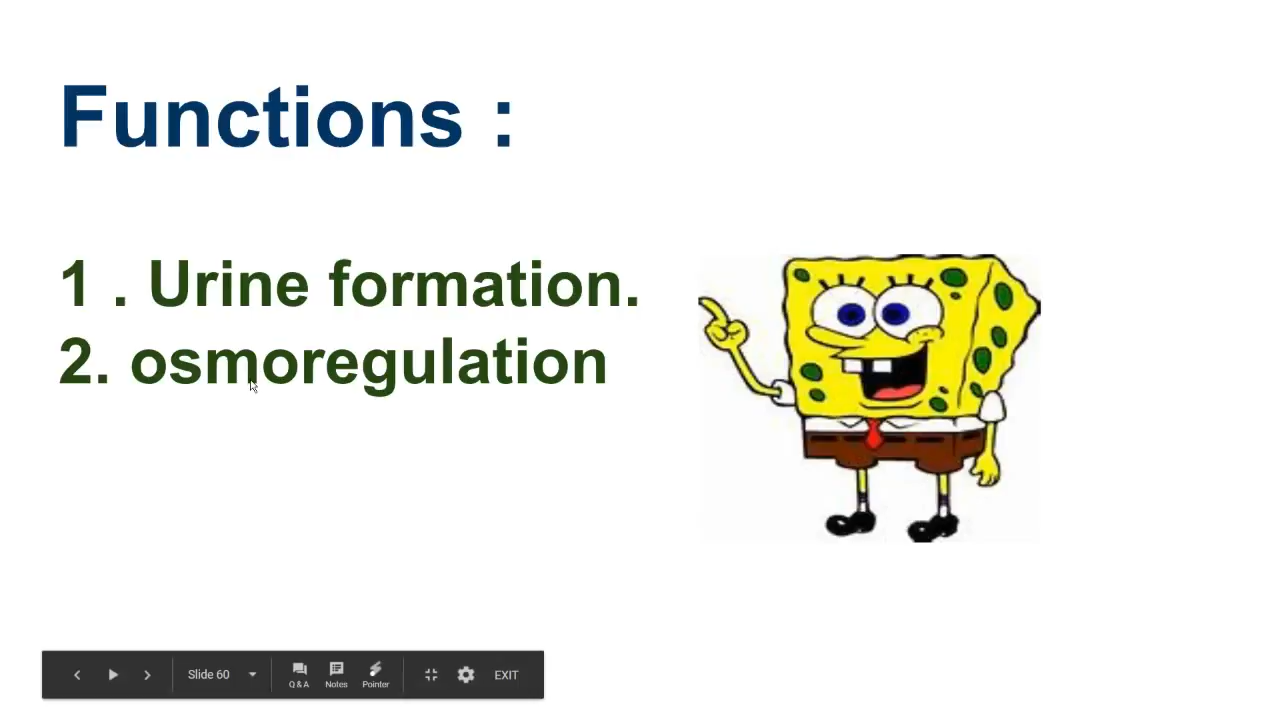 Functions :
1 . Urine formation.
2. osmoregulation
Slide 60
Q & A
Notes
Pointer
EXIT